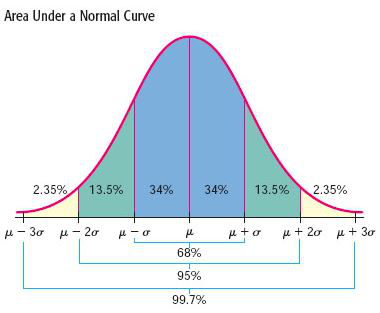 Area Under a Normal Curve
2.35% 13.5% 34% 34% 13.5% 2.35%
μ − 3σ μ − 2σ μ − σ μ μ + σ μ + 2σ μ + 3σ
68%
95%
99.7%